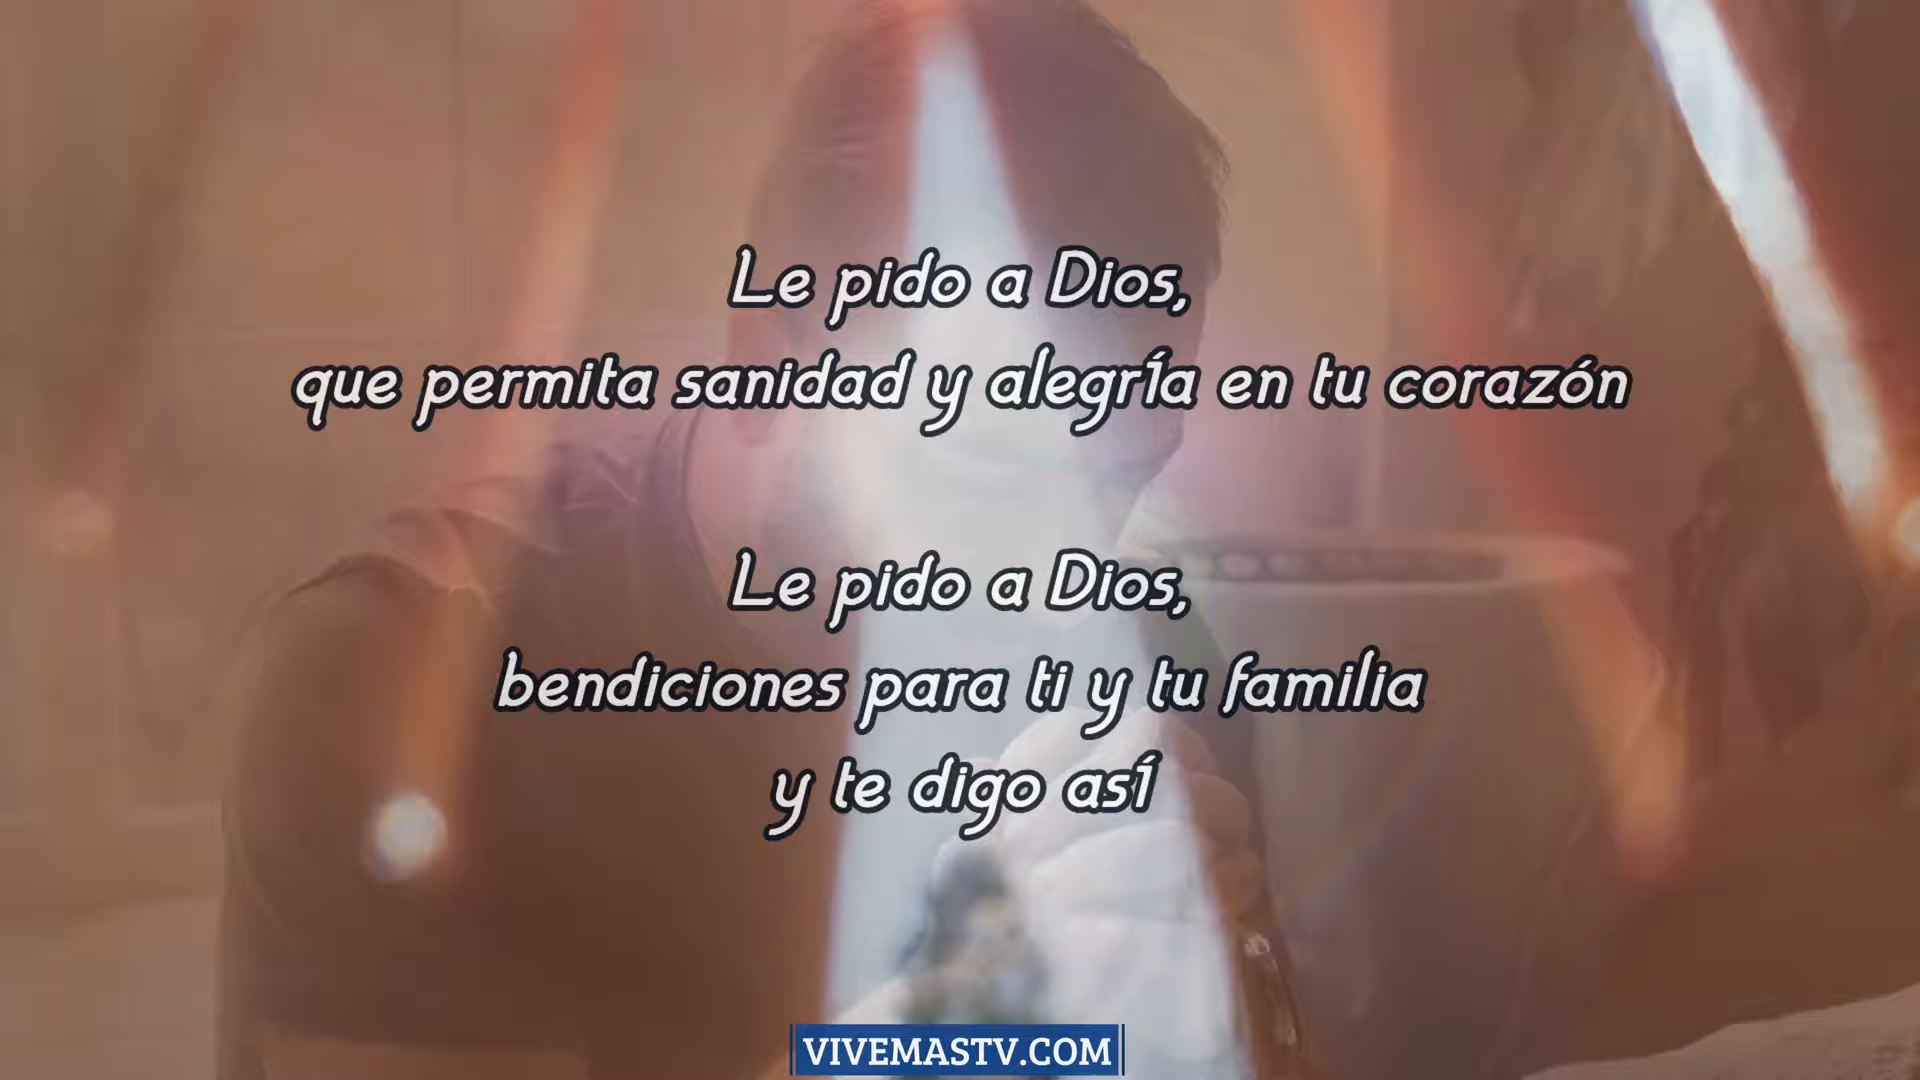 Le pido a Dios,
que permita sanidad y alegría en tu corazón
Le pido a Dios,
bendiciones para ti y tu familia
y te digo así
VIVEMASTV.COM